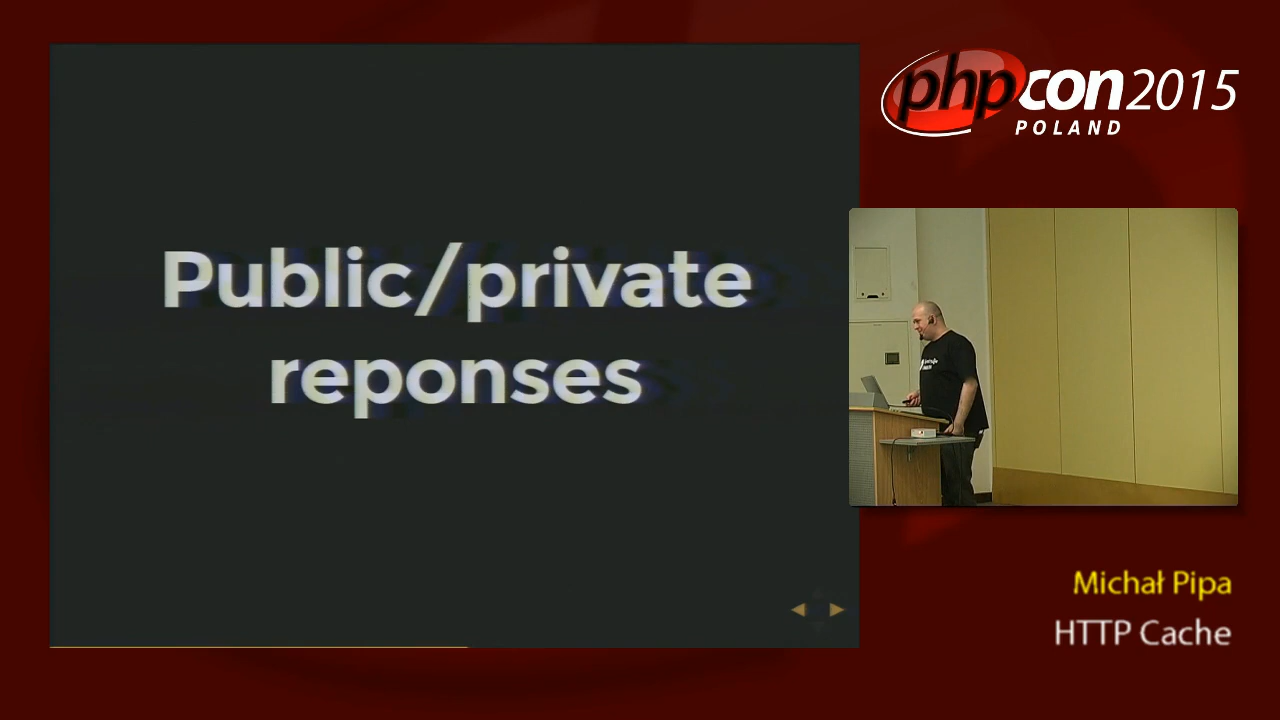 Public/private
reponses
phpcon2015
POLAND
Michał Pipa
HTTP Cache